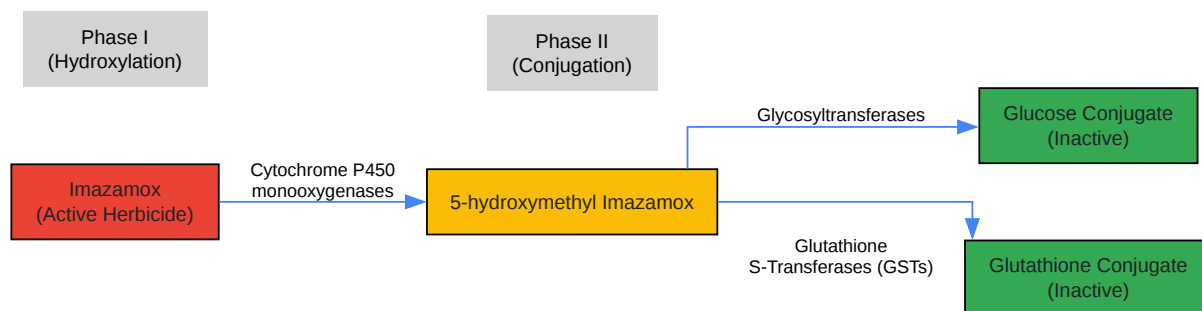 Phase I
(Hydroxylation)
Phase II
(Conjugation)
Glycosyltransferases
Glucose Conjugate
(Inactive)
Imazamox
(Active Herbicide)
Cytochrome P450
monooxygenases
5-hydroxymethyl Imazamox
Glutathione
S-Transferases (GSTs)
Glutathione Conjugate
(Inactive)